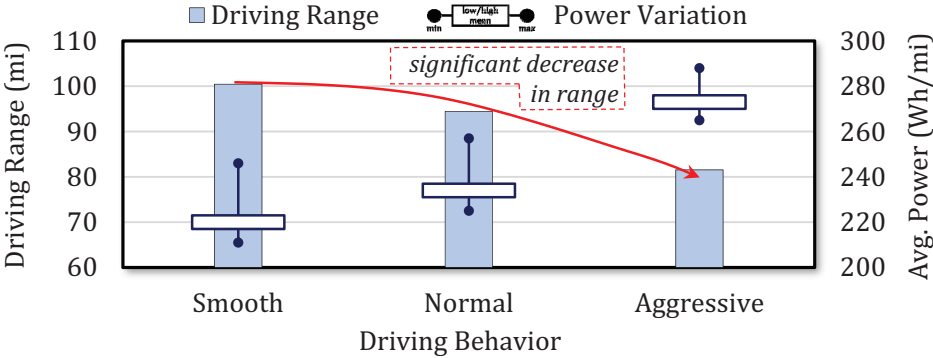 Driving Range
min
low/high
mean
max
Power Variation
Driving Range (mi)
110
100
90
80
70
60
significant decrease
in range
300
280
260
240
220
200
Avg. Power (Wh/mi)
Smooth
Normal
Aggressive
Driving Behavior